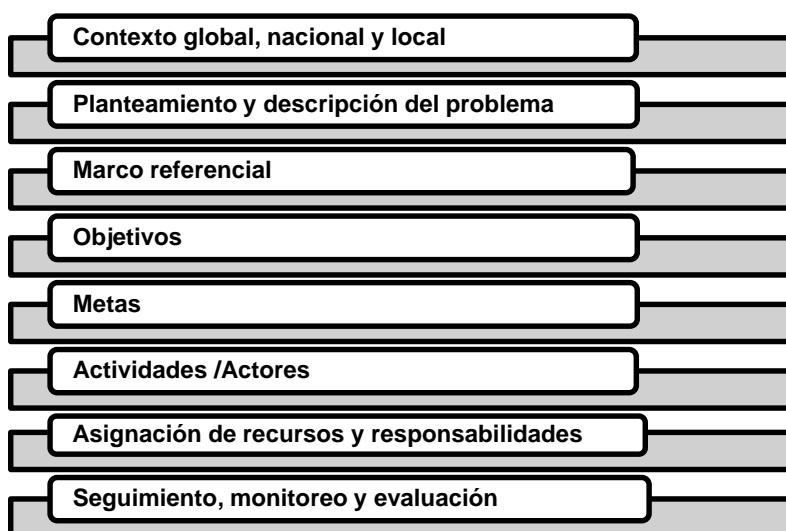 Contexto global, nacional y local
Planteamiento y descripción del problema
Marco referencial
Objetivos
Metas
Actividades /Actores
Asignación de recursos y responsabilidades
Seguimiento, monitoreo y evaluación